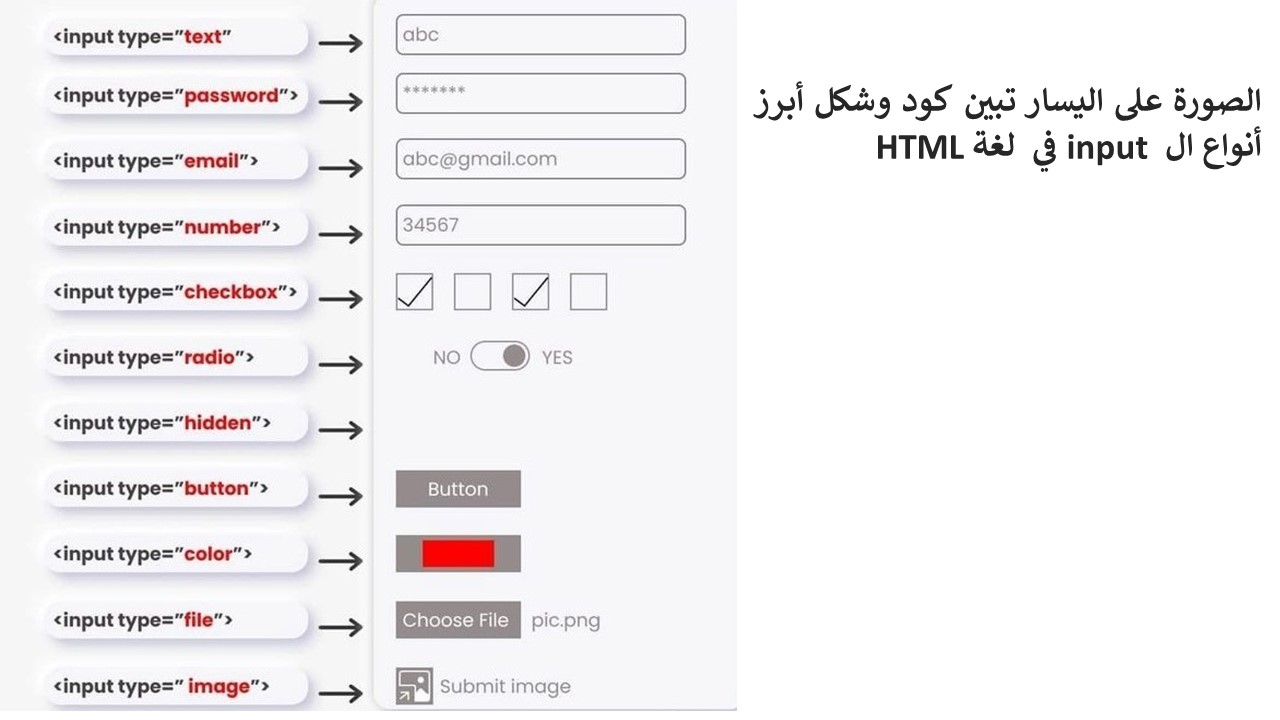 <input type=”text”
abc
<input type=”password”>
*******
<input type=”email”>
abc@gmail.com
<input type=”number”>
34567
<input type=”checkbox”>
<input type=”radio”>
NO YES
<input type=”hidden”>
<input type=”button”>
Button
<input type=”color”>
<input type=”file”>
Choose File pic.png
<input type=” image”>
Submit image
الصورة على اليسار تبين كود وشكل أبرز
أنواع ال input في لغة HTML